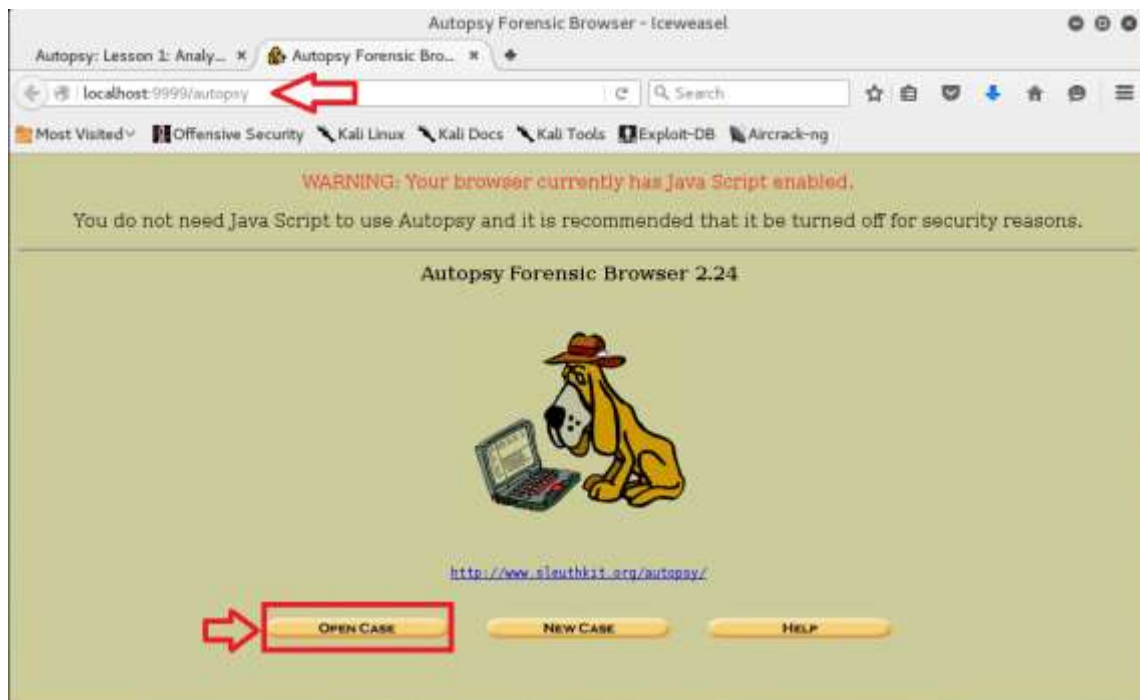 Autopsy Forensic Browser - Iceweasel
Autopsy: Lesson 1: Analy...
Autopsy Forensic Bro...
localhost:9999/autopsy
Search
Most Visited
Offensive Security
Kali Linux
Kali Docs
Kali Tools
Exploit-DB
Aircrack-ng
WARNING: Your browser currently has Java Script enabled.
You do not need Java Script to use Autopsy and it is recommended that it be turned off for security reasons.
Autopsy Forensic Browser 2.24
http://www.sleuthkit.org/autopsy/
OPEN CASE
NEW CASE
HELP